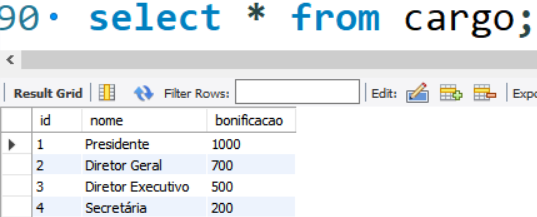 90 select * from cargo;
Result Grid Filter Rows: Edit:
id nome bonificacao
1 Presidente 1000
2 Diretor Geral 700
3 Diretor Executivo 500
4 Secretária 200